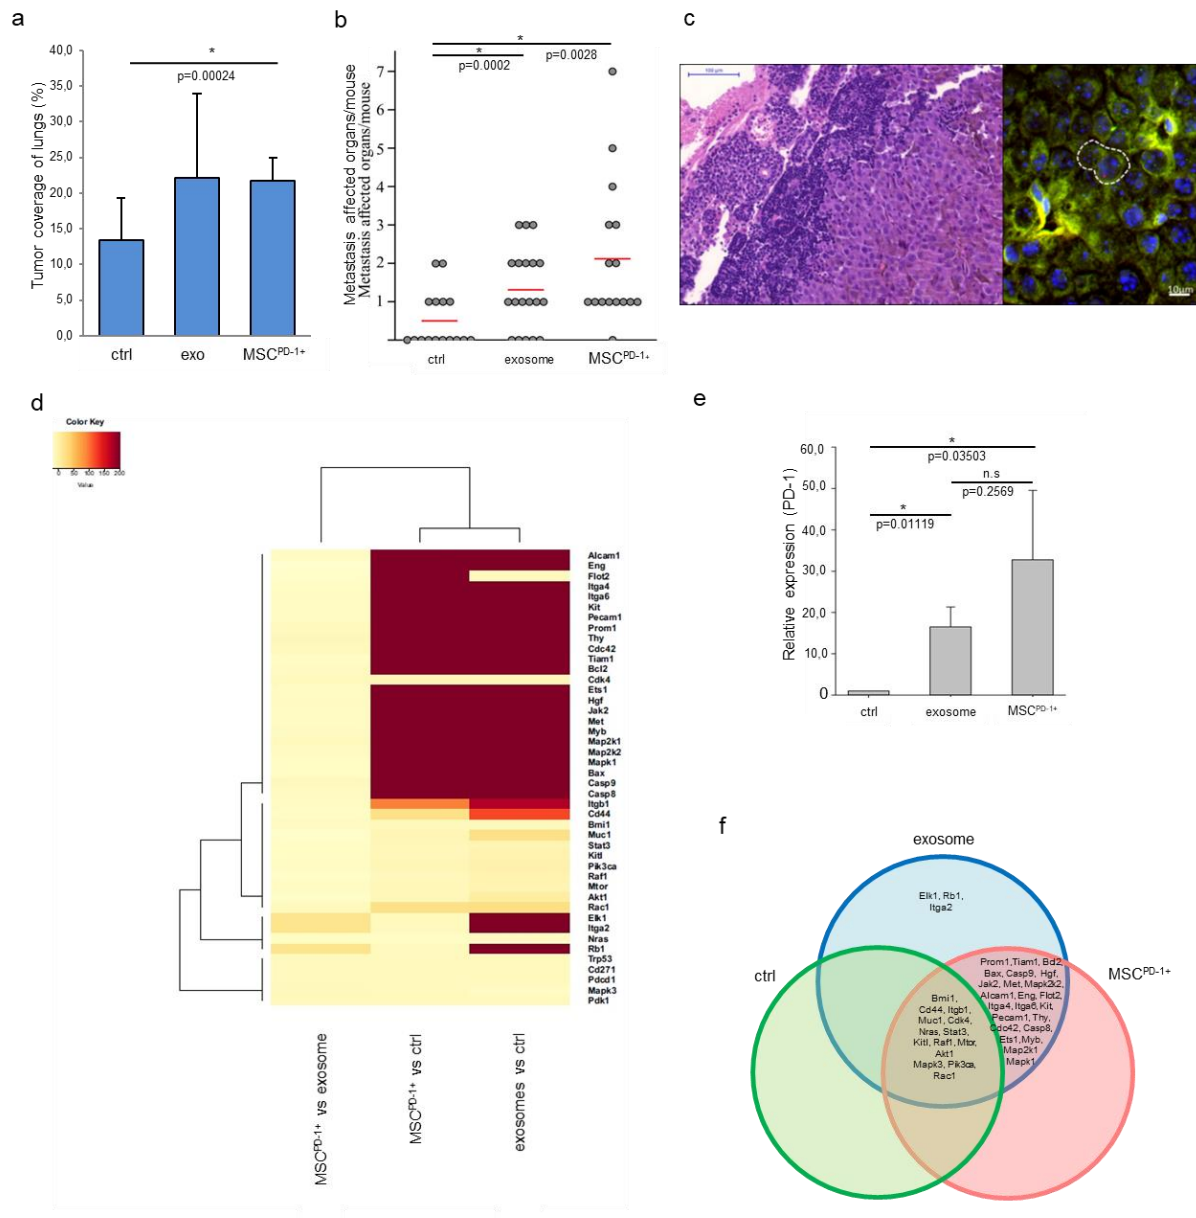 a
Tumor coverage of lungs (%)
40,0
35,0
30,0
25,0
20,0
15,0
10,0
5,0
0,0
*
p=0.00024
ctrl
exo
MSCPD-1+
b
Metastasis affected organs/mouse
Metastasis affected organs/mouse
7
6
5
4
3
2
1
*
*
p=0.0002
p=0.0028
ctrl
exosome
MSCPD-1+
c
100 µm
10µm
d
Color Key
0 50 100 150 200
Value
Alcam1
Eng
Flot2
Itga4
Itga6
Kit
Pecam1
Prom1
Thy
Cdc42
Tiam1
Bcl2
Cdk4
Ets1
Hgf
Jak2
Met
Myb
Map2k1
Map2k2
Mapk1
Bax
Casp9
Casp8
Itgb1
Cd44
Bmi1
Muc1
Stat3
Kitl
Pik3ca
Raf1
Mtor
Akt1
Rac1
Elk1
Itga2
Nras
Rb1
Trp53
Cd271
Pdcd1
Mapk3
Pdk1
MSCPD-1+ vs exosome
MSCPD-1+ vs ctrl
exosomes vs ctrl
e
Relative expression (PD-1)
60,0
50,0
40,0
30,0
20,0
10,0
0
*
p=0.03503
n.s
p=0.2569
*
p=0.01119
ctrl
exosome
MSCPD-1+
f
exosome
Elk1, Rb1,
Itga2
ctrl
MSCPD-1+
Prom1,Tiam1, Bcl2,
Bax, Casp9, Hgf,
Jak2, Met, Mapk2k2,
Alcam1, Eng, Flot2,
Itga4, Itga6, Kit,
Pecam1, Thy,
Cdc42, Casp8,
Ets1, Myb,
Map2k1
Mapk1
Bmi1,
Cd44, Itgb1,
Muc1, Cdk4,
Nras, Stat3,
Kitl, Raf1, Mtor,
Akt1
Mapk3, Pik3ca,
Rac1